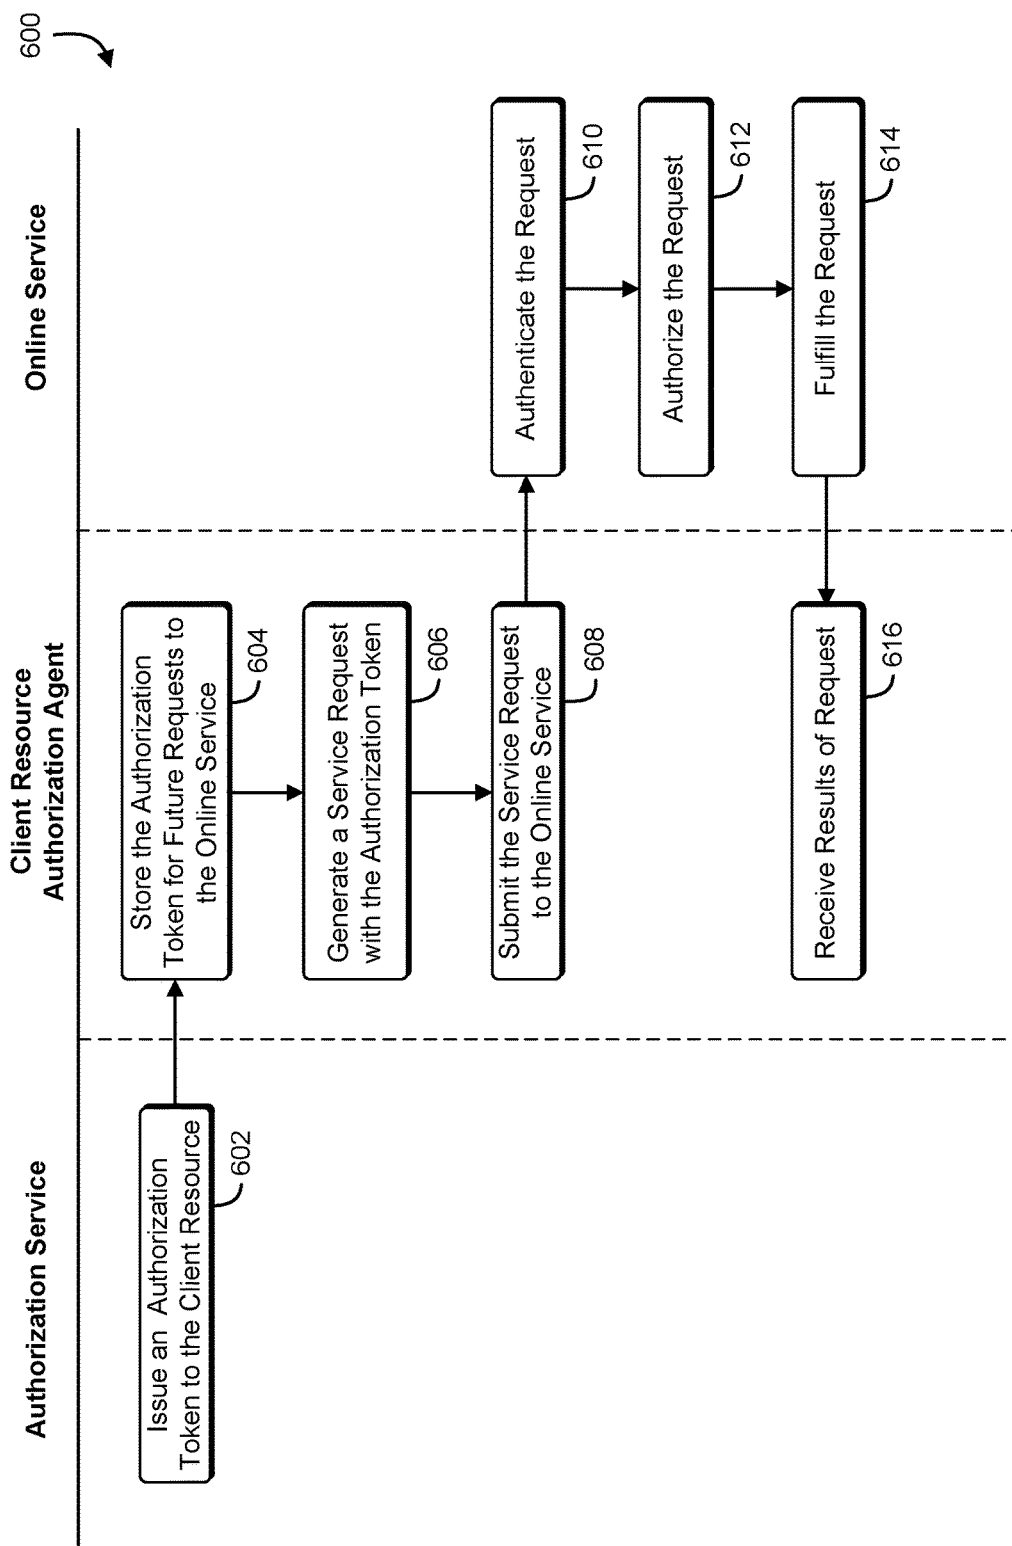 600
Authorization Service
Client Resource
Authorization Agent
Online Service
Issue an Authorization
Token to the Client Resource
602
Store the Authorization
Token for Future Requests to
the Online Service
604
Generate a Service Request
with the Authorization Token
606
Submit the Service Request
to the Online Service
608
Authenticate the Request
610
Authorize the Request
612
Fulfill the Request
614
Receive Results of Request
616